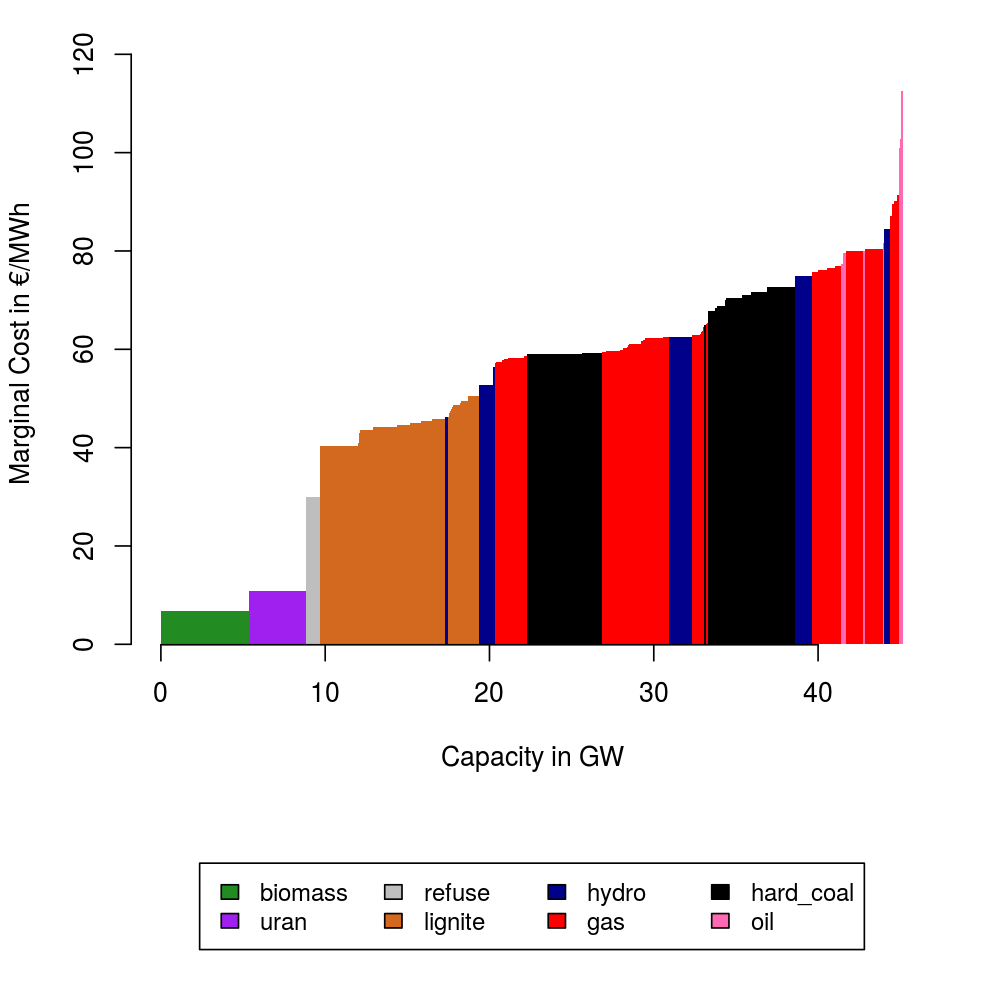 120
100
80
60
40
20
0
Marginal Cost in €/MWh
0 10 20 30 40
Capacity in GW
biomass refuse hydro hard_coal
uran lignite gas oil